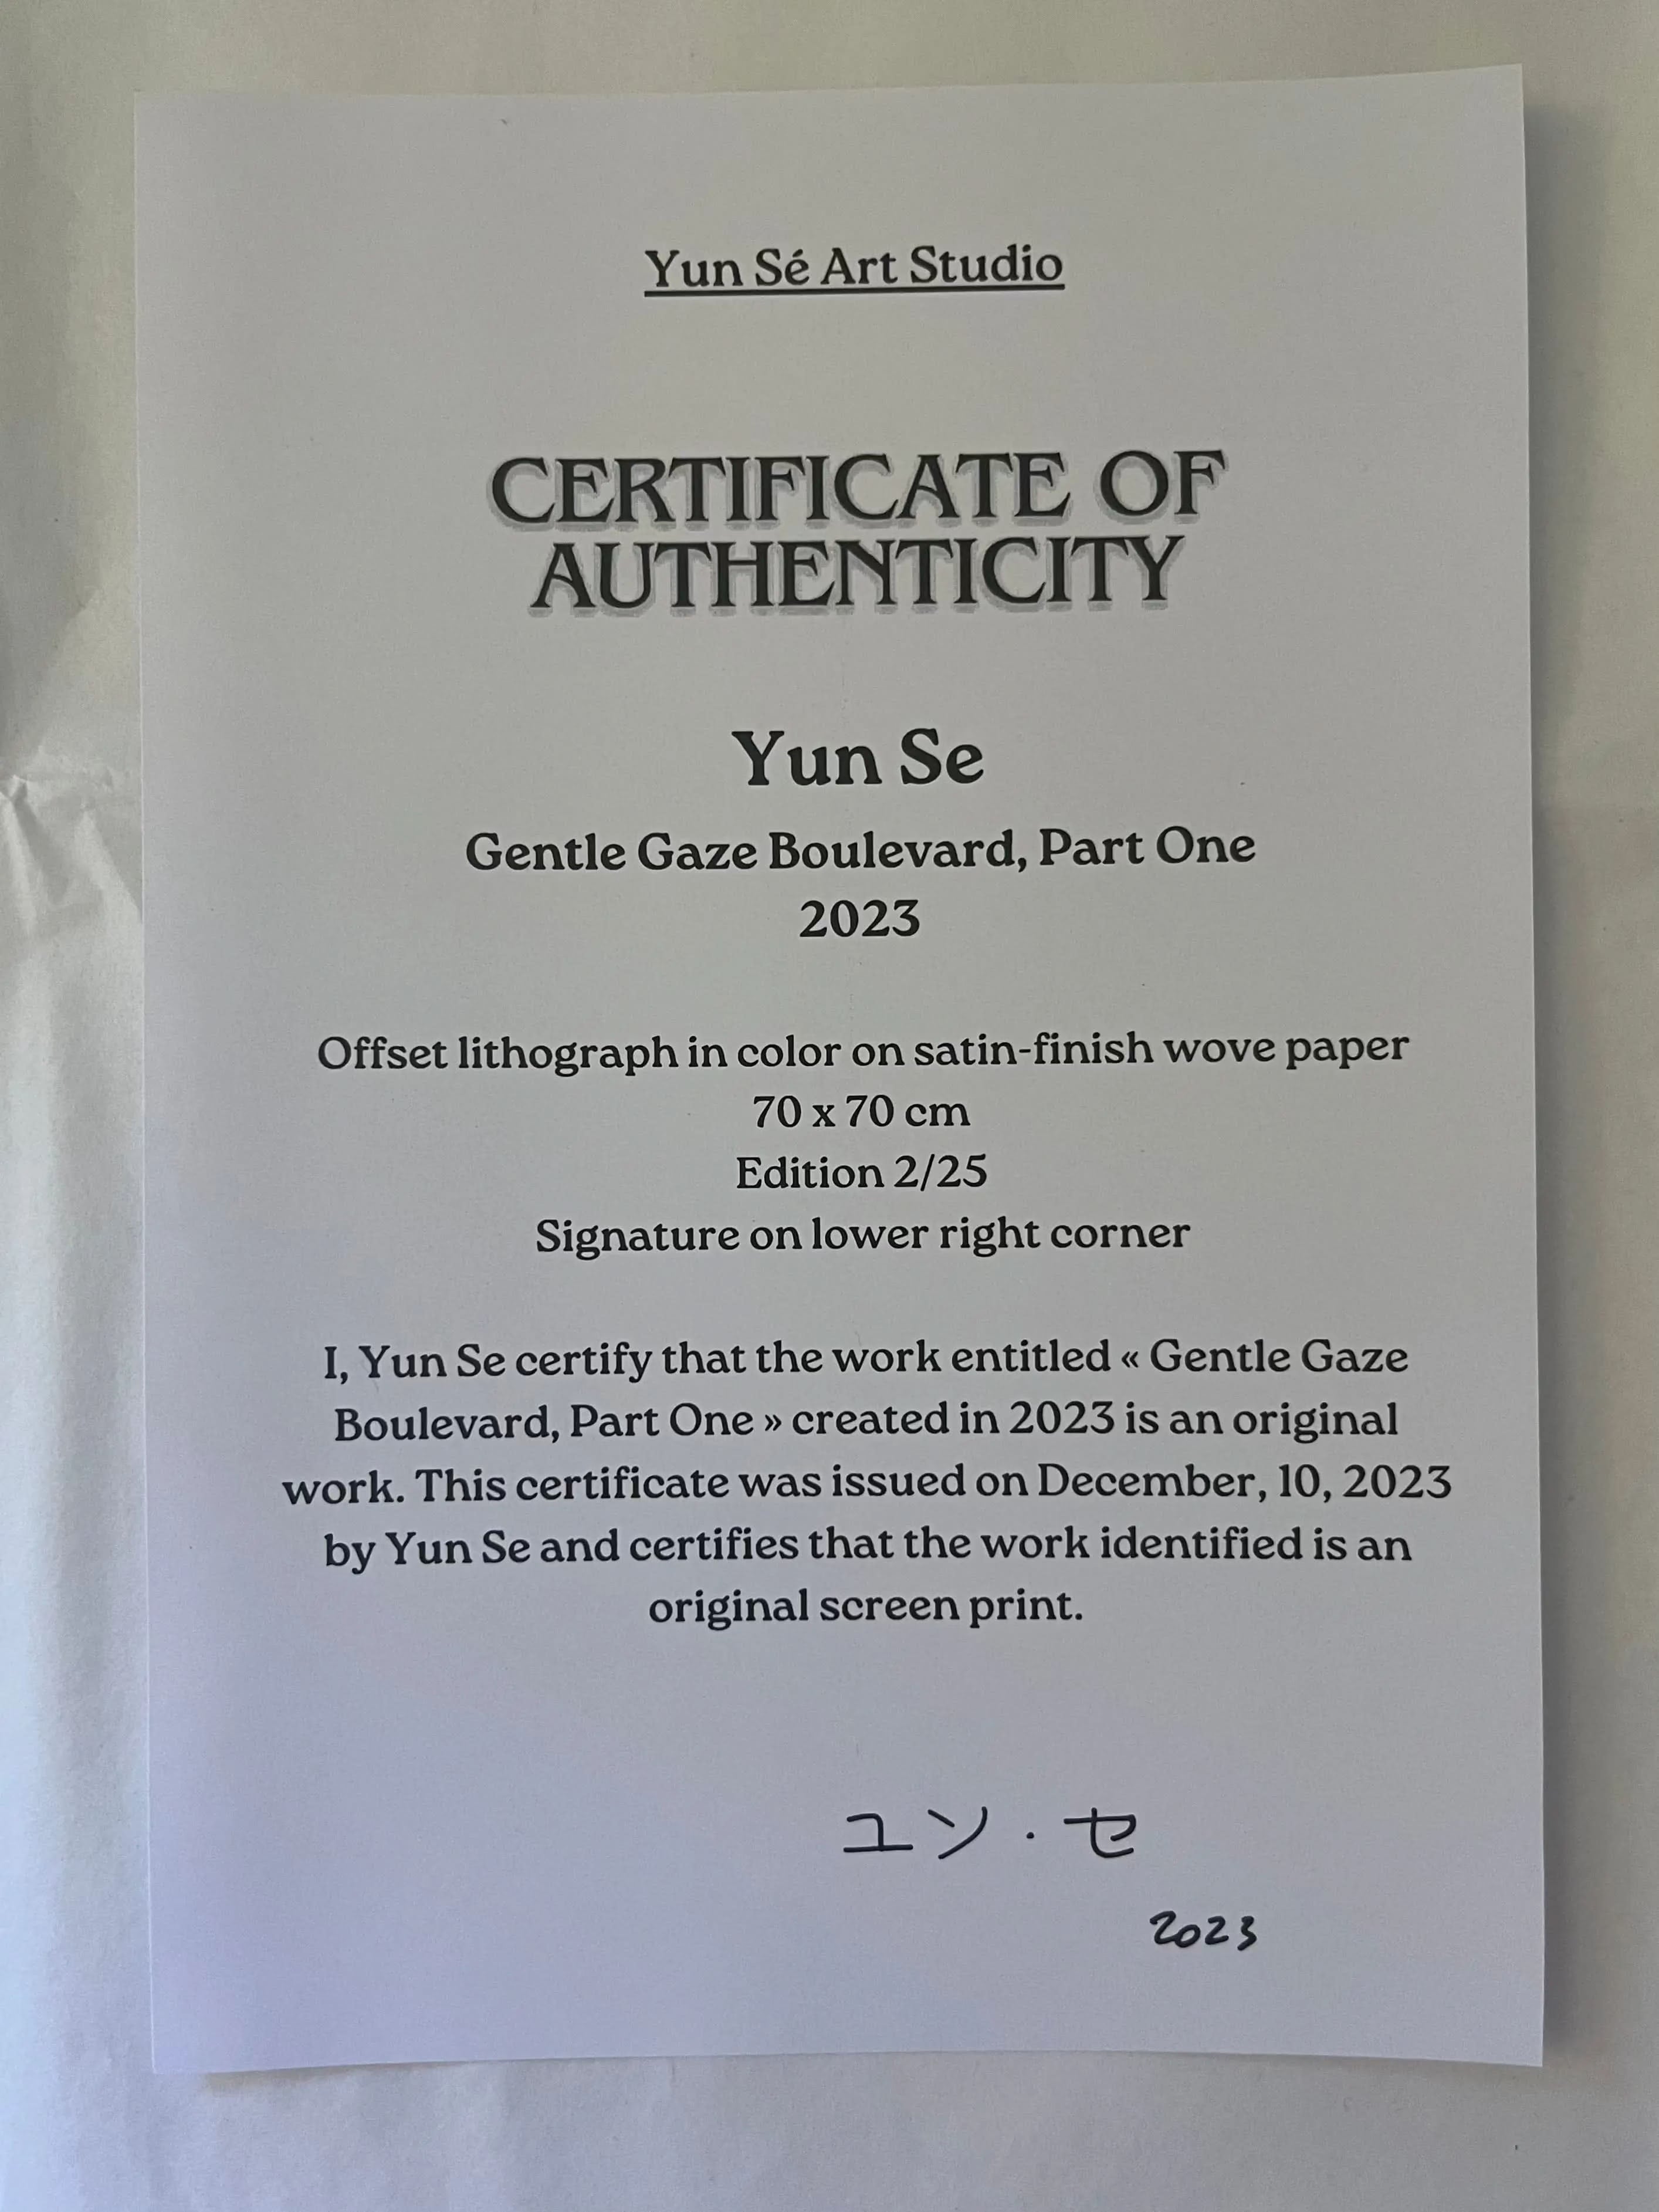 Yun Sé Art Studio
CERTIFICATE OF
AUTHENTICITY
Yun Se
Gentle Gaze Boulevard, Part One
2023
Offset lithograph in color on satin-finish wove paper
70 x 70 cm
Edition 2/25
Signature on lower right corner
I, Yun Se certify that the work entitled « Gentle Gaze
Boulevard, Part One » created in 2023 is an original
work. This certificate was issued on December, 10, 2023
by Yun Se and certifies that the work identified is an
original screen print.
ユン・セ
2023